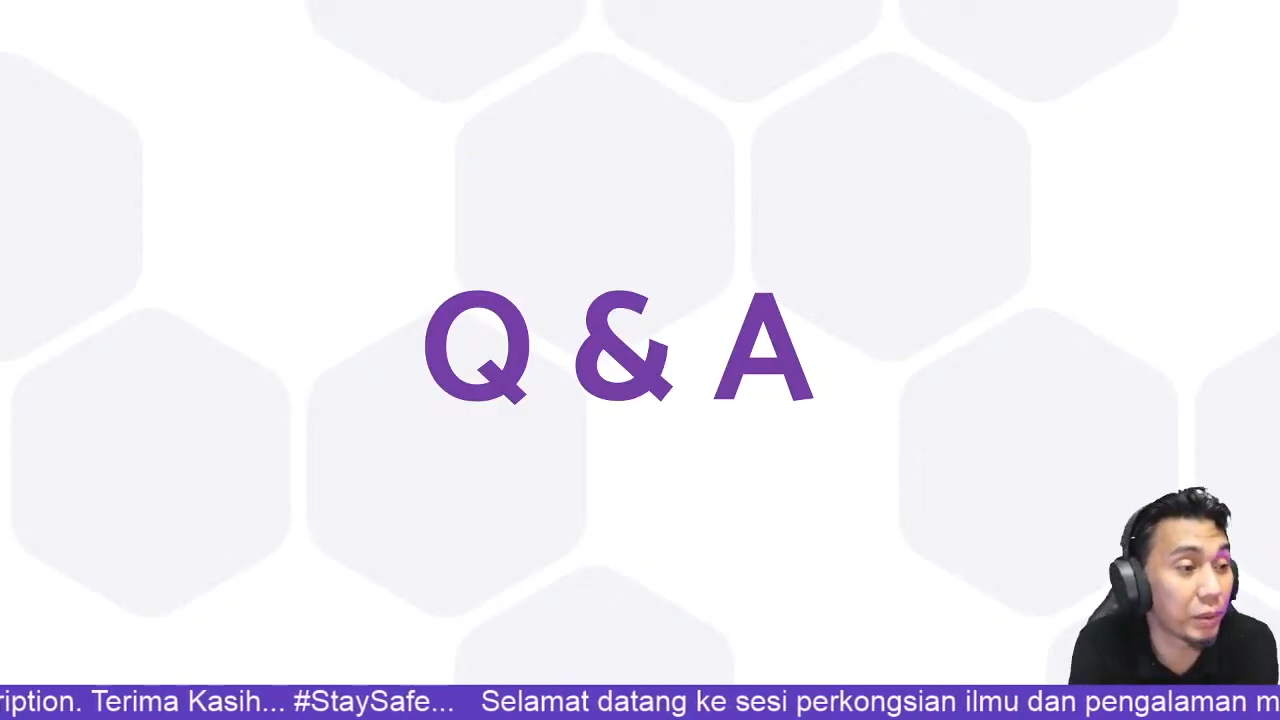 Q & A
ription. Terima Kasih... #StaySafe... Selamat datang ke sesi perkongsian ilmu dan pengalaman m